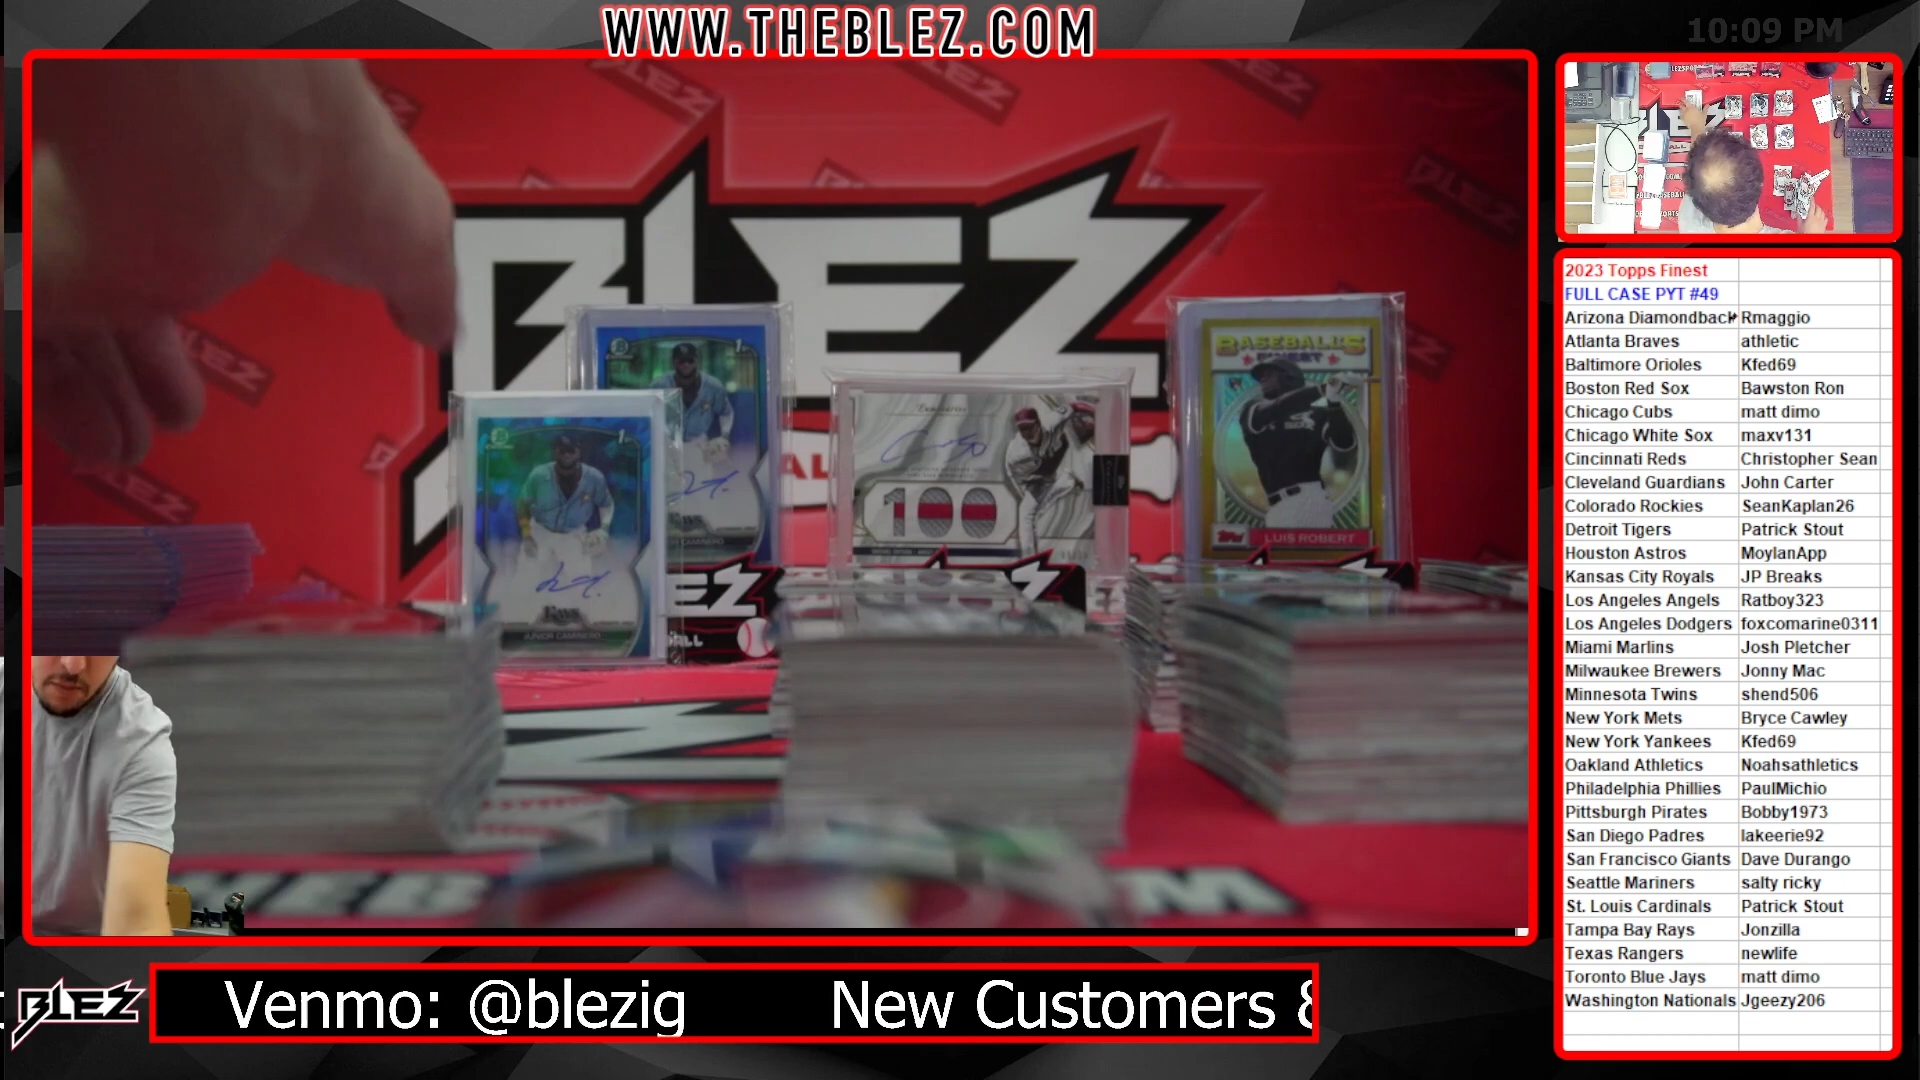 WWW.THEBLEZ.COM
10:09 PM
BLEZ
BASEBALL'S
FINEST
LUIS ROBERT
1st
1st
100
JUNIOR CAMINERO
2023 Topps Finest
FULL CASE PYT #49
Arizona Diamondback Rmaggio
Atlanta Braves athletic
Baltimore Orioles Kfed69
Boston Red Sox Bawston Ron
Chicago Cubs matt dimo
Chicago White Sox maxv131
Cincinnati Reds Christopher Sean
Cleveland Guardians John Carter
Colorado Rockies SeanKaplan26
Detroit Tigers Patrick Stout
Houston Astros MoylanApp
Kansas City Royals JP Breaks
Los Angeles Angels Ratboy323
Los Angeles Dodgers foxcomarine0311
Miami Marlins Josh Pletcher
Milwaukee Brewers Jonny Mac
Minnesota Twins shend506
New York Mets Bryce Cawley
New York Yankees Kfed69
Oakland Athletics Noahsathletics
Philadelphia Phillies PaulMichio
Pittsburgh Pirates Bobby1973
San Diego Padres lakeerie92
San Francisco Giants Dave Durango
Seattle Mariners salty ricky
St. Louis Cardinals Patrick Stout
Tampa Bay Rays Jonzilla
Texas Rangers newlife
Toronto Blue Jays matt dimo
Washington Nationals Jgeezy206
BLEZ
Venmo: @blezig New Customers &